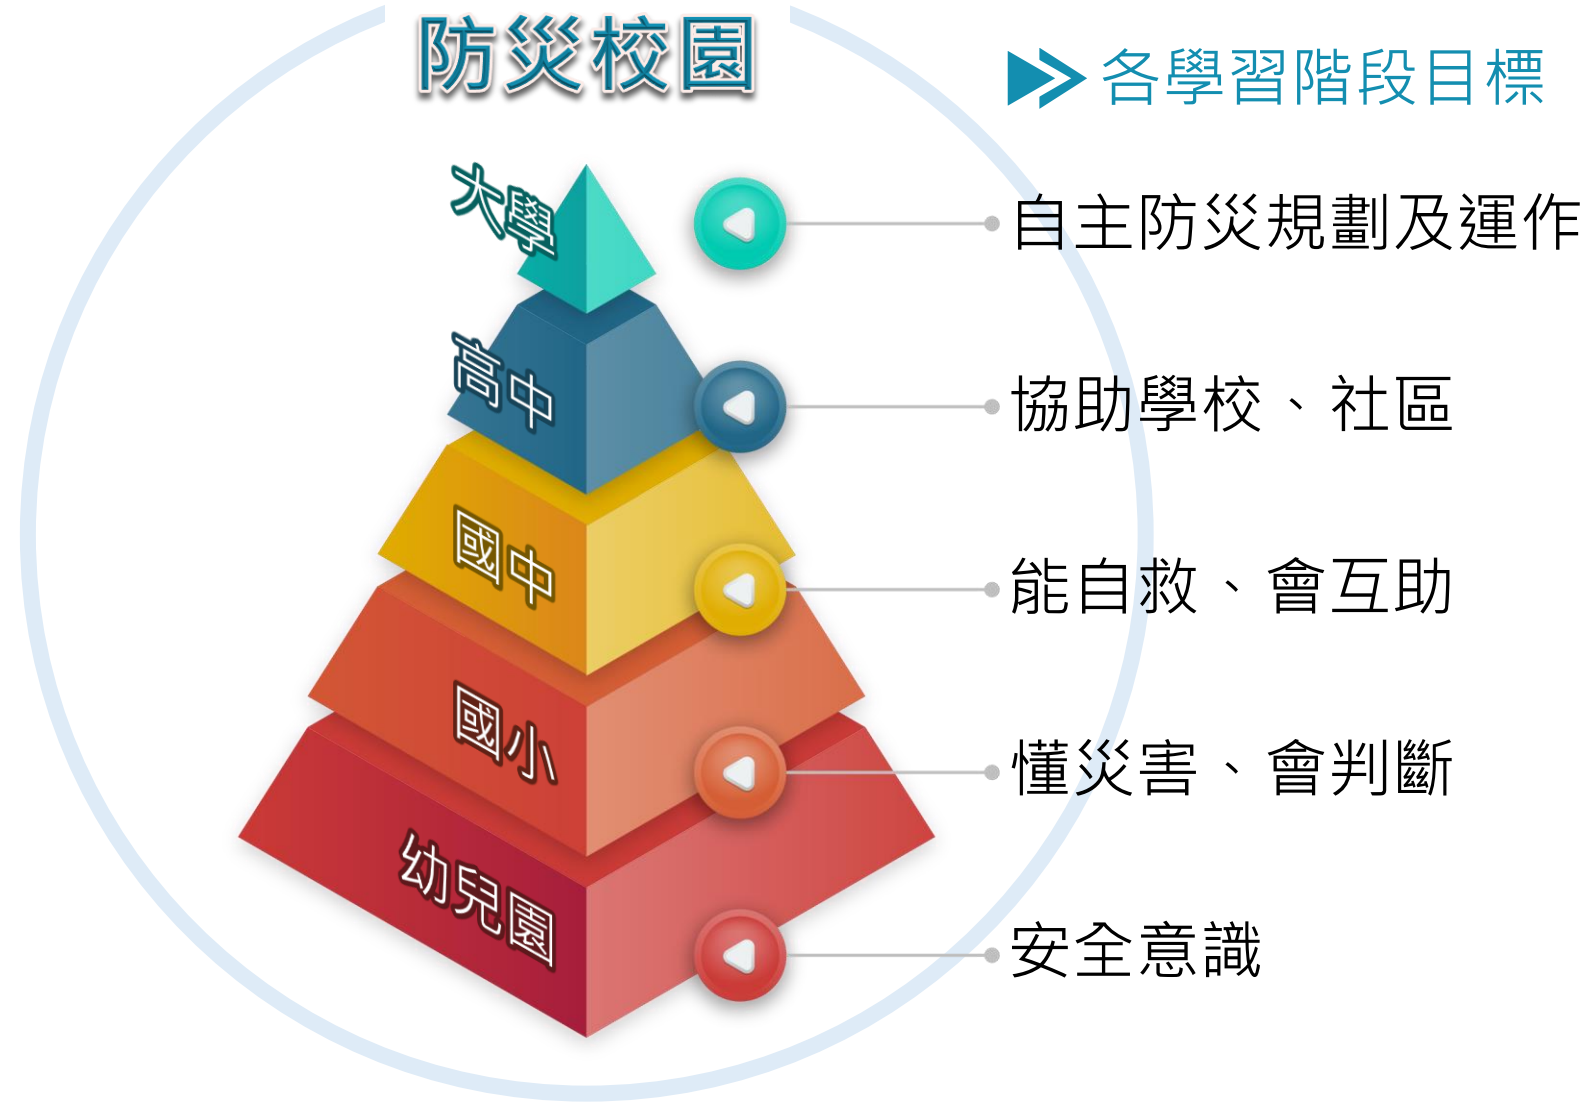 防災校園
各學習階段目標
大學
自主防災規劃及運作
高中
協助學校、社區
國中
能自救、會互助
國小
懂災害、會判斷
幼兒園
安全意識